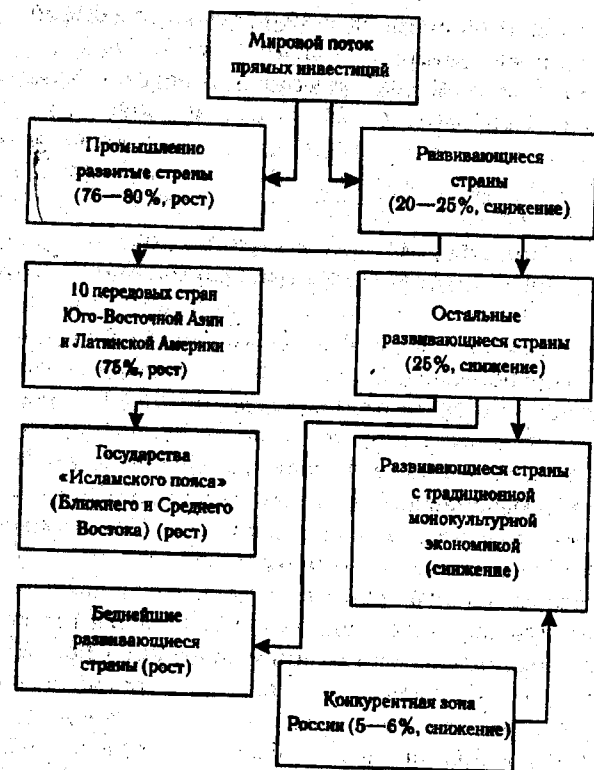 Мировой поток
прямых инвестиций
Промышленно
развитые страны
(76—80%, рост)
Развивающиеся
страны
(20—25%, снижение)
10 передовых стран
Юго-Восточной Азии
и Латинской Америки
(75%, рост)
Остальные
развивающиеся страны
(25%, снижение)
Государства
«Исламского пояса»
(Ближнего и Среднего
Востока) (рост)
Развивающиеся страны
с традиционной
монокультурной
экономикой
(снижение)
Беднейшие
развивающиеся
страны (рост)
Конкурентная зона
России (5—6%, снижение)